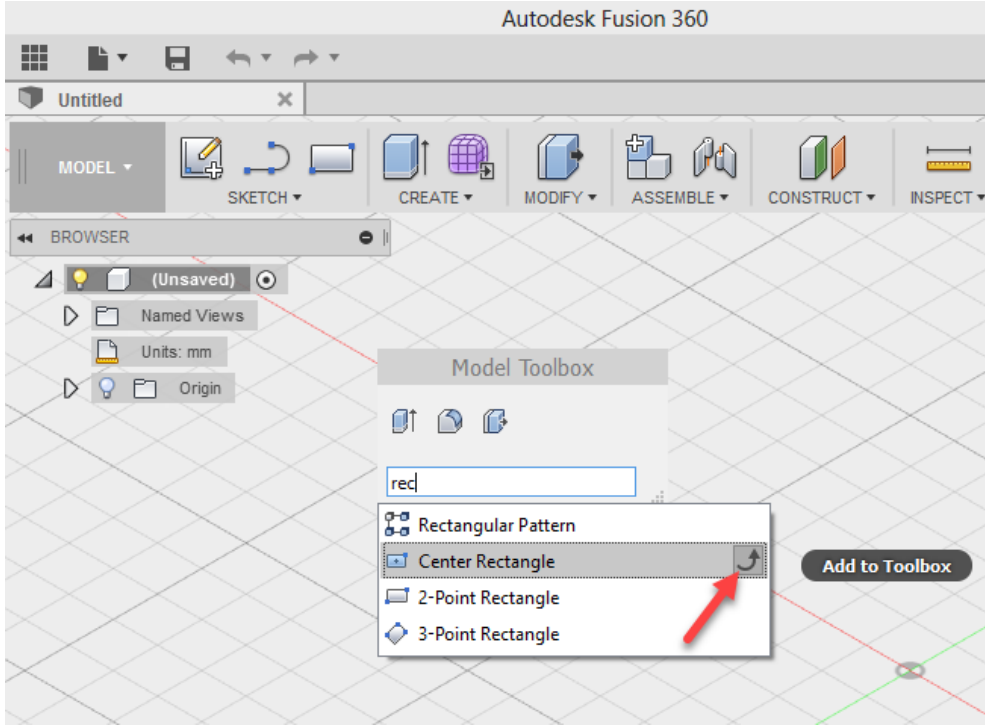 Autodesk Fusion 360
Untitled
MODEL
SKETCH
CREATE
MODIFY
ASSEMBLE
CONSTRUCT
INSPECT
BROWSER
(Unsaved)
Named Views
Units: mm
Origin
Model Toolbox
rec
Rectangular Pattern
Center Rectangle
Add to Toolbox
2-Point Rectangle
3-Point Rectangle